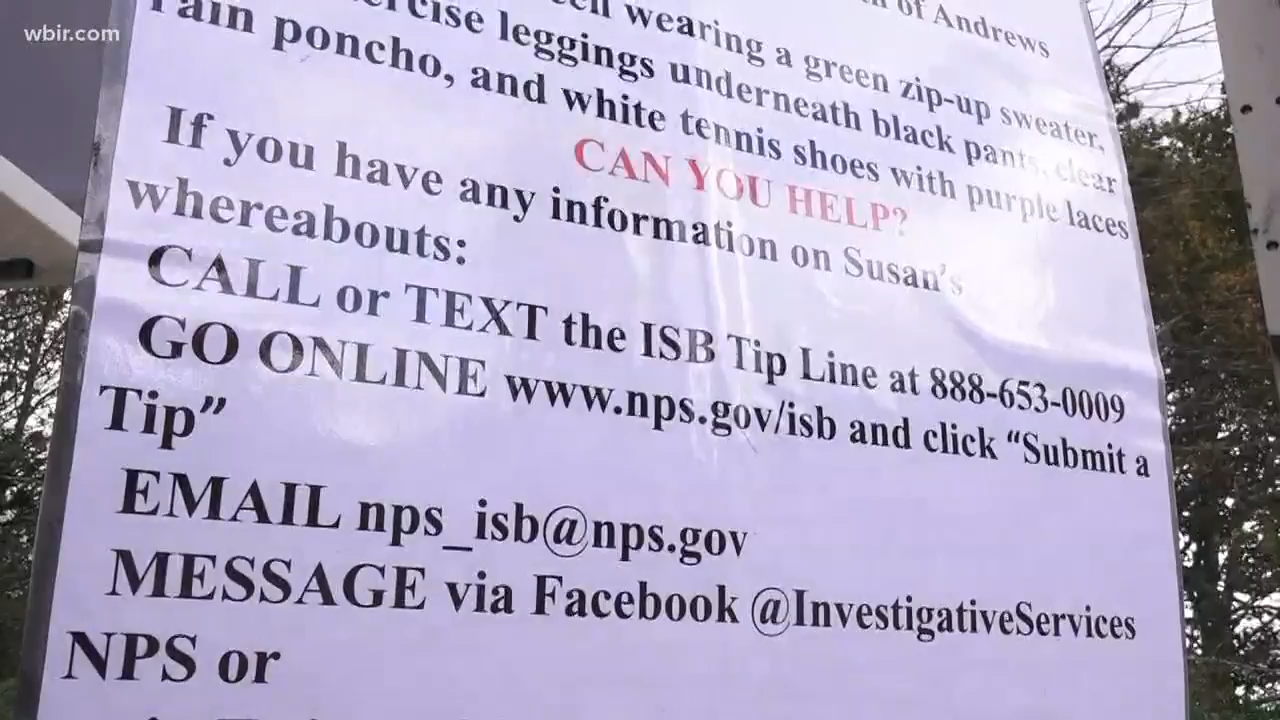 wbir.com
of Andrews
wearing a green zip-up sweater,
leggings underneath black pants, clear
rain poncho, and white tennis shoes with purple laces
CAN YOU HELP?
If you have any information on Susan's
whereabouts:
CALL or TEXT the ISB Tip Line at 888-653-0009
GO ONLINE www.nps.gov/isb and click “Submit a
Tip”
EMAIL nps_isb@nps.gov
MESSAGE via Facebook @InvestigativeServices
NPS or